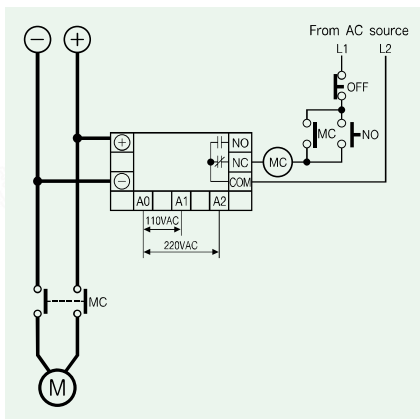 − +
From AC source
L1 L2
OFF
MC NO
+ NO
NC MC
− COM
A0 A1 A2
110VAC
220VAC
MC
M